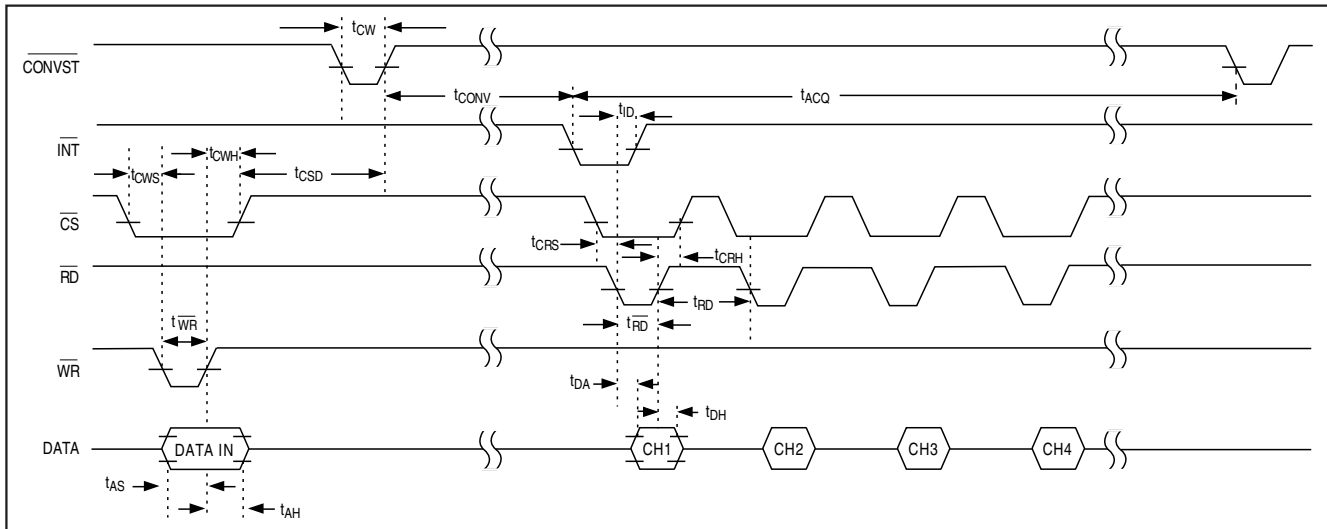 tCW
CONVST
tCONV
tACQ
tID
INT
tCWH
tCWS
tCSD
CS
tCRS
tCRH
RD
tRD
tWR
tRD
WR
tDA
tDH
DATA
DATA IN
CH1
CH2
CH3
CH4
tAS
tAH